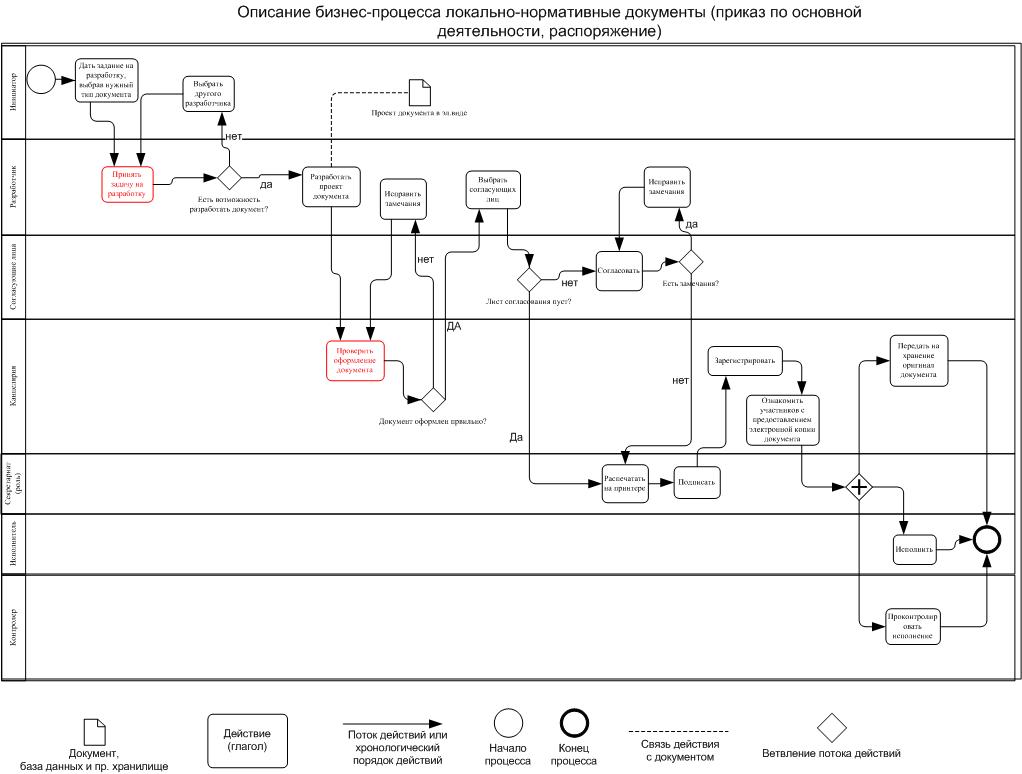 Описание бизнес-процесса локально-нормативные документы (приказ по основной
деятельности, распоряжение)
Инициатор
Дать задание на
разработку,
выбрав нужный
тип документа
Выбрать
другого
разработчика
Проект документа в эл.виде
нет
Разработчик
Принять
задачу на
разработку
да
Есть возможность
разработать документ?
Разработать
проект
документа
Исправить
замечания
Выбрать
согласующих
лиц
Исправить
замечания
да
Согласующие лица
нет
Лист согласования пуст?
нет
Согласовать
Есть замечания?
Канцелярия
ДА
Проверить
оформление
документа
Документ оформлен првильно?
Да
нет
Зарегистрировать
Ознакомить
участников с
предоставлением
электронной копии
документа
Передать на
хранение
оригинал
документа
Секретариат
(роль)
Распечатать
на принтере
Подписать
Исполнитель
Исполнить
Контролер
Проконтролир
овать
исполнение
Документ,
база данных и пр. хранилище
Действие
(глагол)
Поток действий или
хронологический
порядок действий
Начало
процесса
Конец
процесса
Связь действия
с документом
Ветвление потока действий